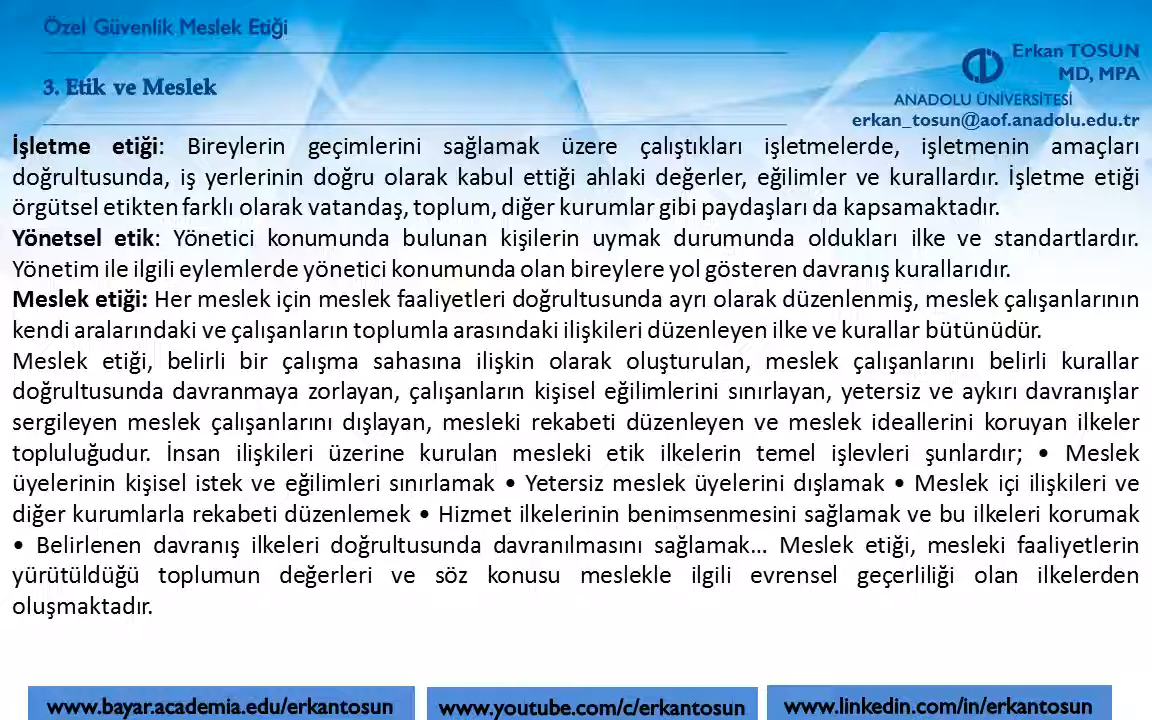 Özel Güvenlik Meslek Etiği
Erkan TOSUN
MD, MPA
3. Etik ve Meslek
ANADOLU ÜNİVERSİTESİ
erkan_tosun@aof.anadolu.edu.tr
İşletme etiği: Bireylerin geçimlerini sağlamak üzere çalıştıkları işletmelerde, işletmenin amaçları
doğrultusunda, iş yerlerinin doğru olarak kabul ettiği ahlaki değerler, eğilimler ve kurallardır. İşletme etiği
örgütsel etikten farklı olarak vatandaş, toplum, diğer kurumlar gibi paydaşları da kapsamaktadır.
Yönetsel etik: Yönetici konumunda bulunan kişilerin uymak durumunda oldukları ilke ve standartlardır.
Yönetim ile ilgili eylemlerde yönetici konumunda olan bireylere yol gösteren davranış kurallarıdır.
Meslek etiği: Her meslek için meslek faaliyetleri doğrultusunda ayrı olarak düzenlenmiş, meslek çalışanlarının
kendi aralarındaki ve çalışanların toplumla arasındaki ilişkileri düzenleyen ilke ve kurallar bütünüdür.
Meslek etiği, belirli bir çalışma sahasına ilişkin olarak oluşturulan, meslek çalışanlarını belirli kurallar
doğrultusunda davranmaya zorlayan, çalışanların kişisel eğilimlerini sınırlayan, yetersiz ve aykırı davranışlar
sergileyen meslek çalışanlarını dışlayan, mesleki rekabeti düzenleyen ve meslek ideallerini koruyan ilkeler
topluluğudur. İnsan ilişkileri üzerine kurulan mesleki etik ilkelerin temel işlevleri şunlardır; • Meslek
üyelerinin kişisel istek ve eğilimleri sınırlamak • Yetersiz meslek üyelerini dışlamak • Meslek içi ilişkileri ve
diğer kurumlarla rekabeti düzenlemek • Hizmet ilkelerinin benimsenmesini sağlamak ve bu ilkeleri korumak
• Belirlenen davranış ilkeleri doğrultusunda davranılmasını sağlamak... Meslek etiği, mesleki faaliyetlerin
yürütüldüğü toplumun değerleri ve söz konusu meslekle ilgili evrensel geçerliliği olan ilkelerden
oluşmaktadır.
www.bayar.academia.edu/erkantosun
www.youtube.com/c/erkantosun
www.linkedin.com/in/erkantosun